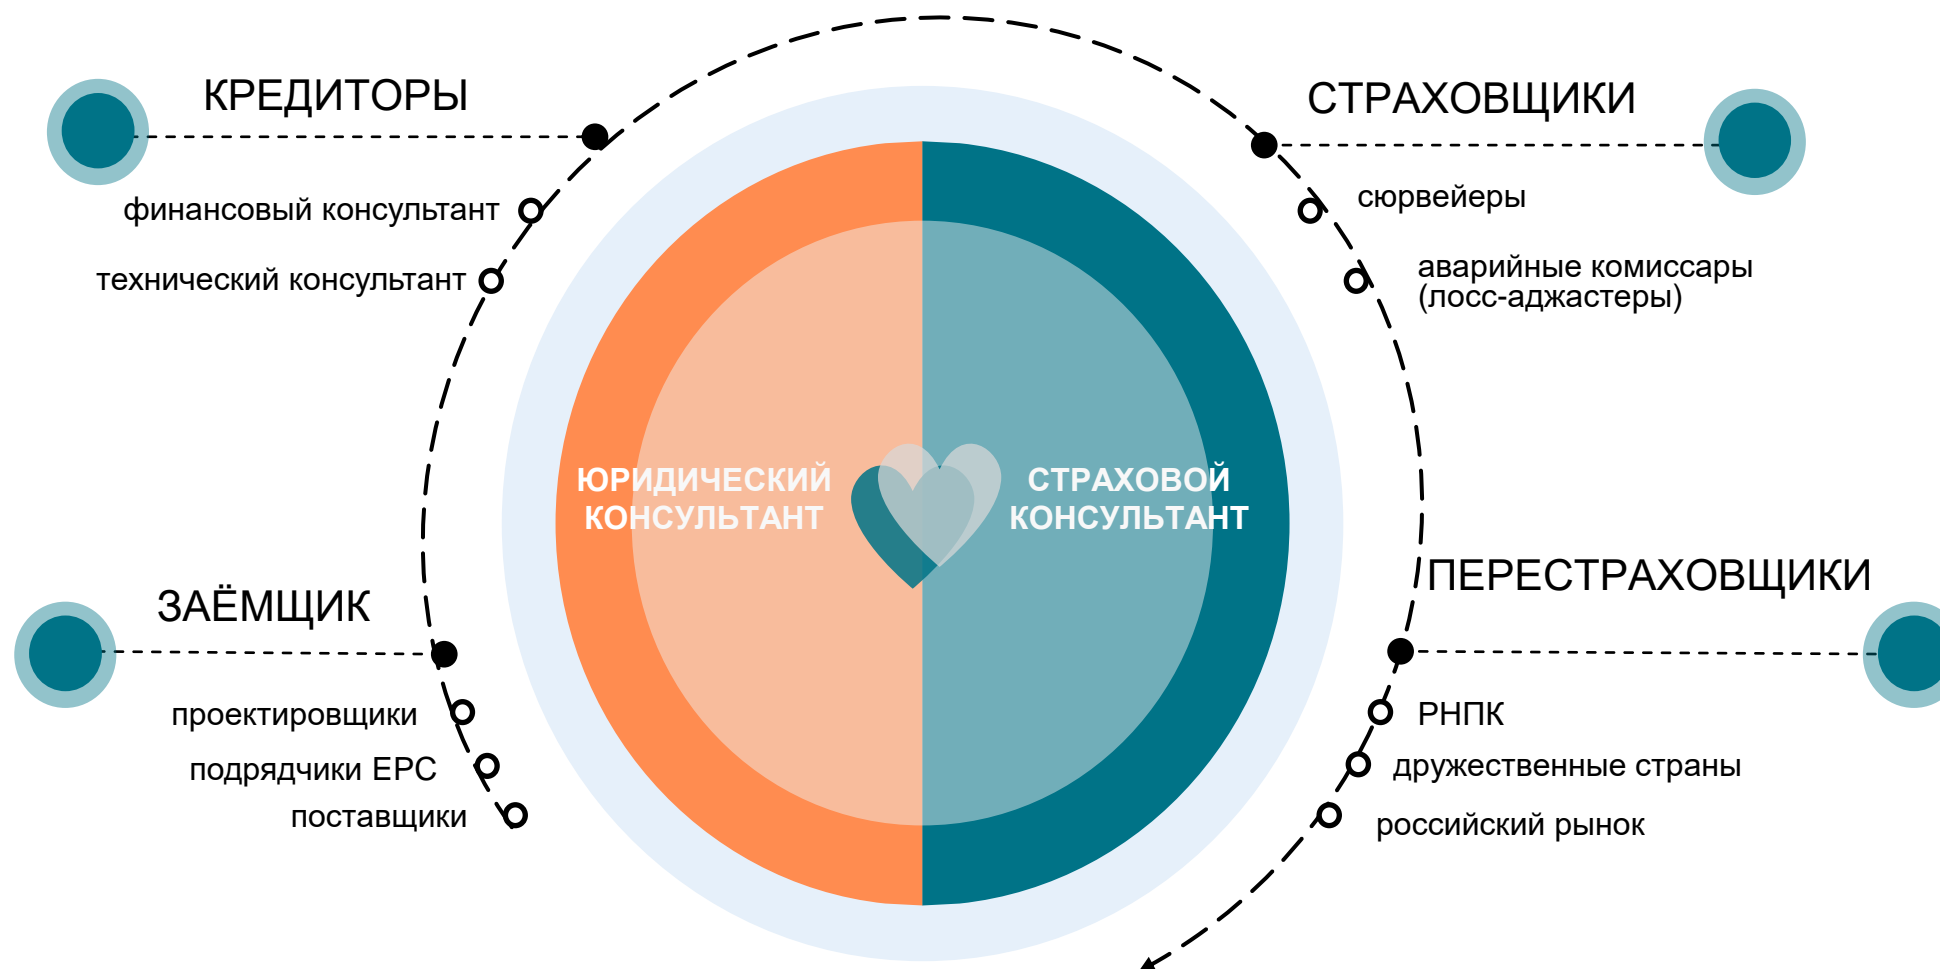 КРЕДИТОРЫ
финансовый консультант
технический консультант
ЗАЁМЩИК
проектировщики
подрядчики EPC
поставщики
ЮРИДИЧЕСКИЙ
КОНСУЛЬТАНТ
СТРАХОВОЙ
КОНСУЛЬТАНТ
СТРАХОВЩИКИ
сюрвейеры
аварийные комиссары
(лосс-аджастеры)
ПЕРЕСТРАХОВЩИКИ
РНПК
дружественные страны
российский рынок